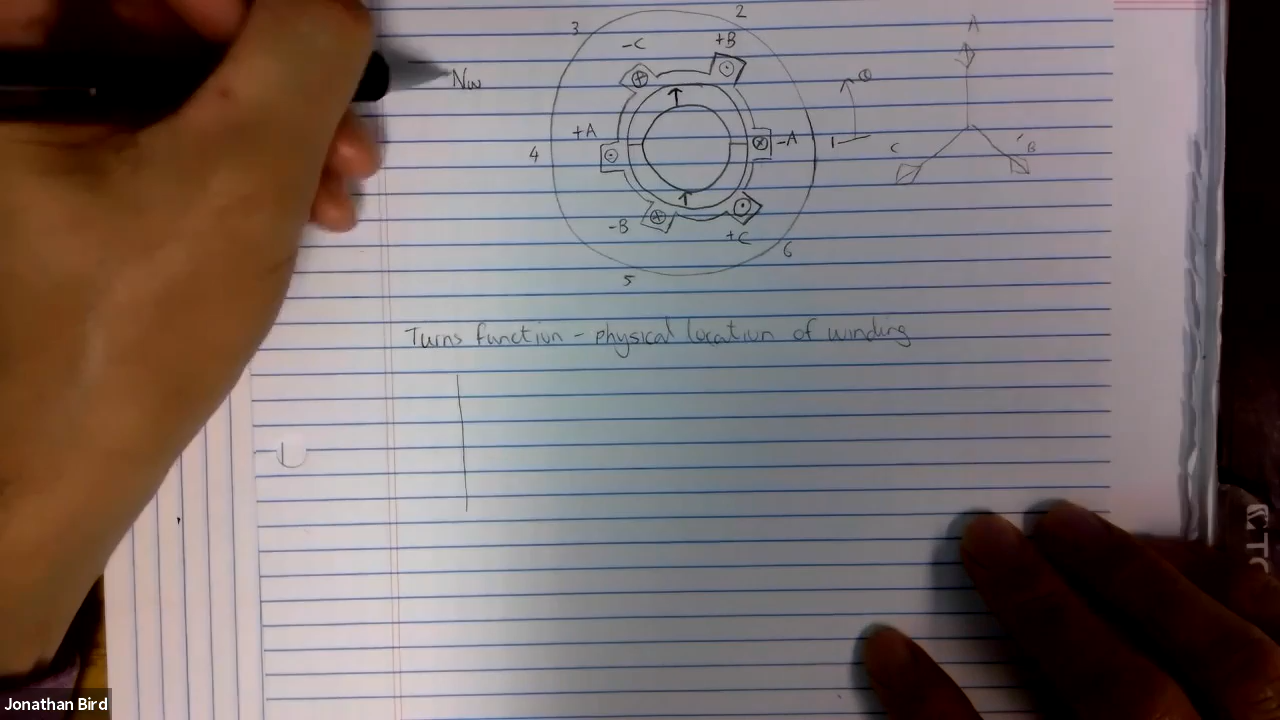 A
3
2
-C
+B
Nw
θ
+A
-A
4
1
C
B
-B
+C
6
5
Turns function - physical location of winding
Jonathan Bird